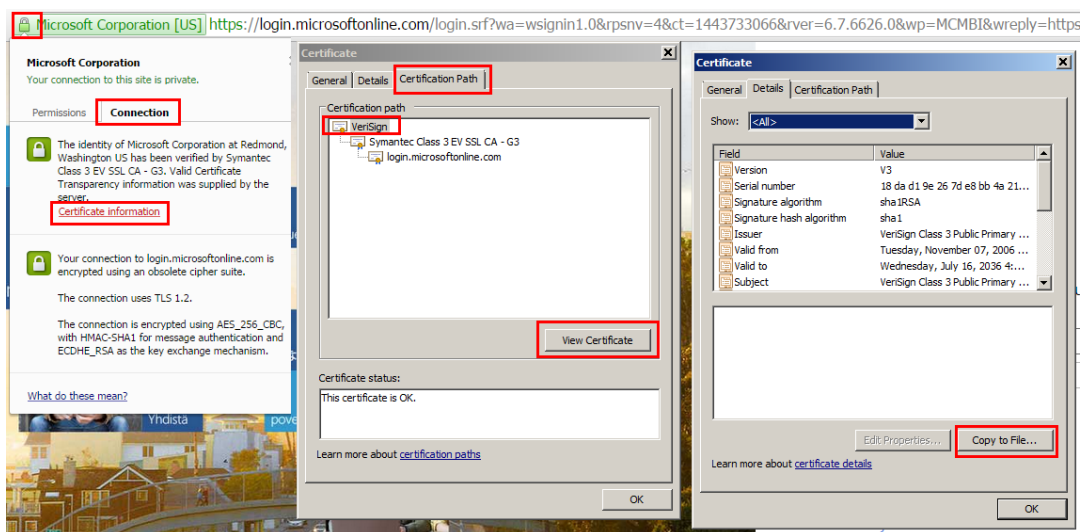 Microsoft Corporation [US] https://login.microsoftonline.com/login.srf?wa=wsignin1.0&rpsnv=4&ct=1443733066&rver=6.7.6626.0&wp=MCMBI&wreply=https
Microsoft Corporation
Your connection to this site is private.
Permissions Connection
The identity of Microsoft Corporation at Redmond,
Washington US has been verified by Symantec
Class 3 EV SSL CA - G3. Valid Certificate
Transparency information was supplied by the
server.
Certificate information
Your connection to login.microsoftonline.com is
encrypted using an obsolete cipher suite.
The connection uses TLS 1.2.
The connection is encrypted using AES_256_CBC,
with HMAC-SHA1 for message authentication and
ECDHE_RSA as the key exchange mechanism.
What do these mean?
Yhdistä
pove
Certificate
General Details Certification Path
Certification path
VeriSign
Symantec Class 3 EV SSL CA - G3
login.microsoftonline.com
View Certificate
Certificate status:
This certificate is OK.
Learn more about certification paths
OK
Certificate
General Details Certification Path
Show: <All>
Field Value
Version V3
Serial number 18 da d1 9e 26 7d e8 bb 4a 21...
Signature algorithm sha1RSA
Signature hash algorithm sha1
Issuer VeriSign Class 3 Public Primary ...
Valid from Tuesday, November 07, 2006 ...
Valid to Wednesday, July 16, 2036 4:...
Subject VeriSign Class 3 Public Primary ...
Edit Properties... Copy to File...
Learn more about certificate details
OK